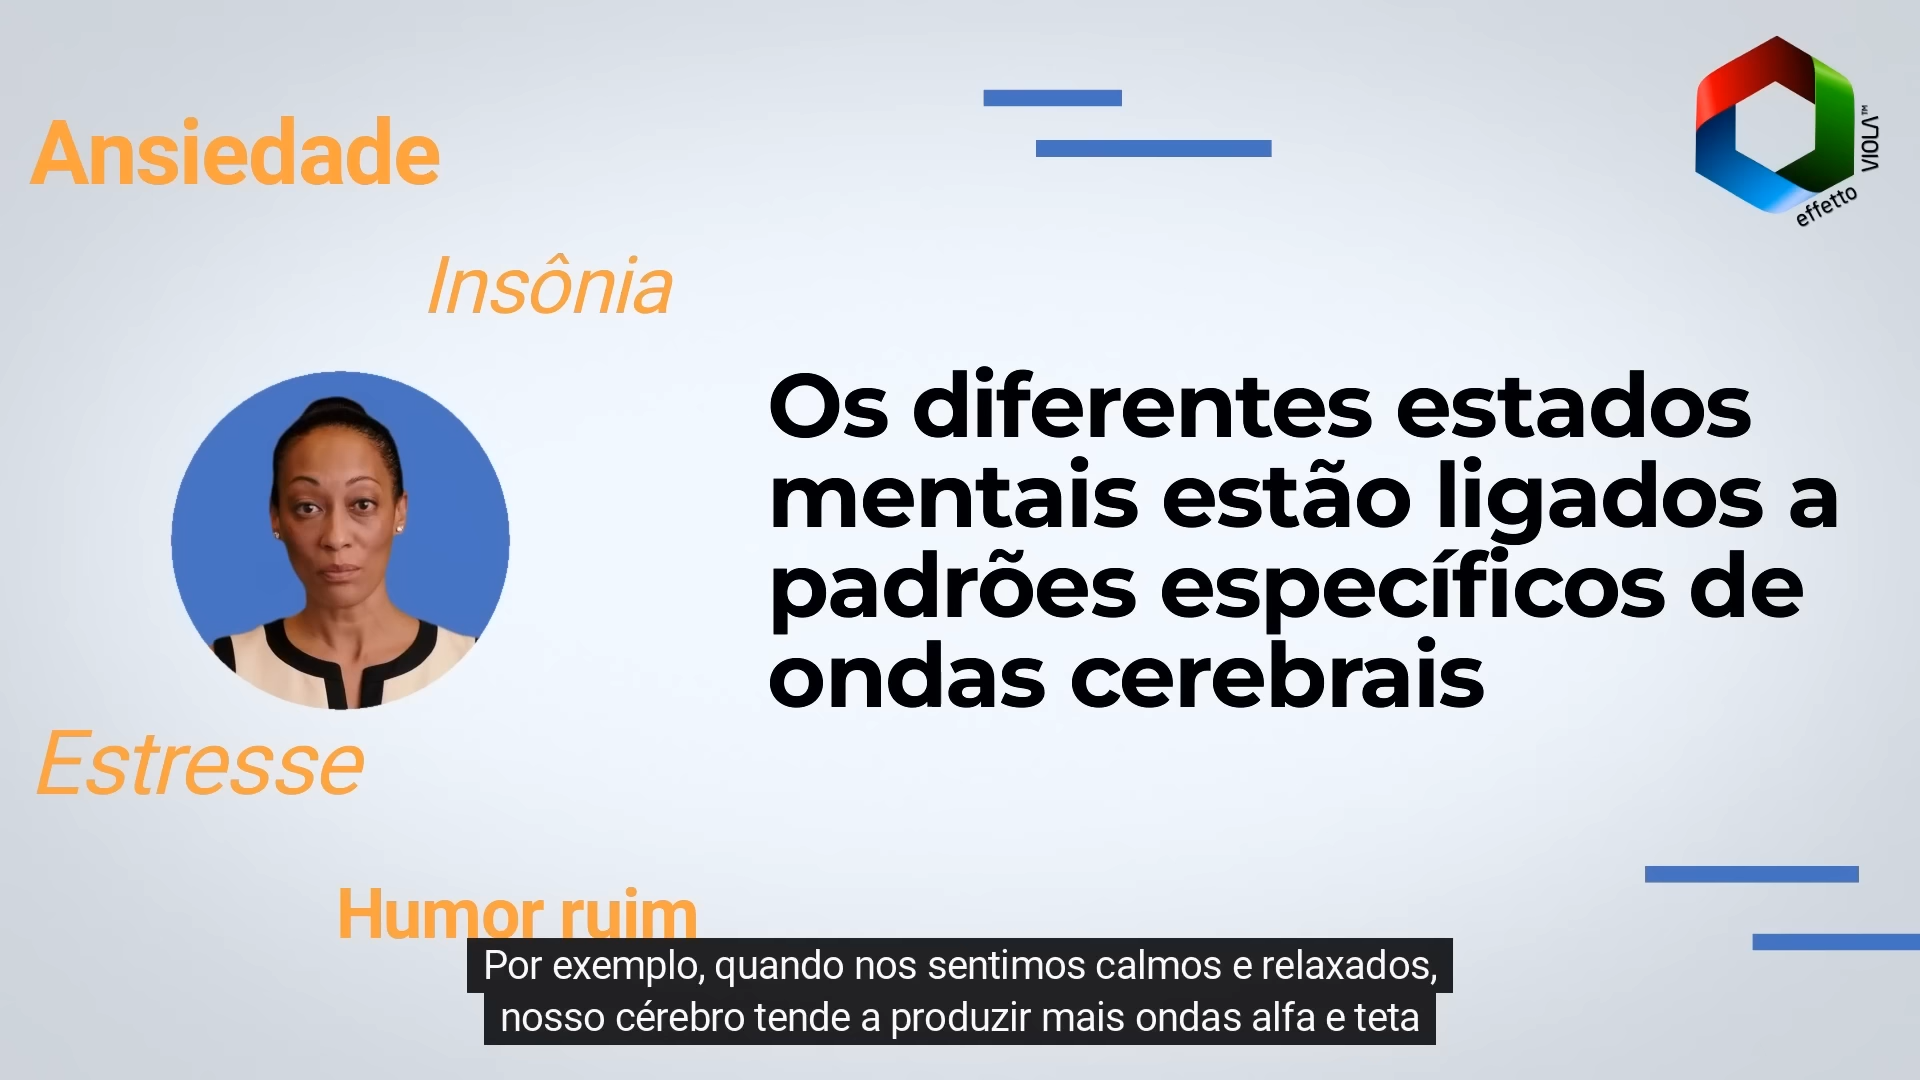 Ansiedade
Insônia
Os diferentes estados
mentais estão ligados a
padrões específicos de
ondas cerebrais
Estresse
Humor ruim
Por exemplo, quando nos sentimos calmos e relaxados,
nosso cérebro tende a produzir mais ondas alfa e teta
effetto
VIOLA™